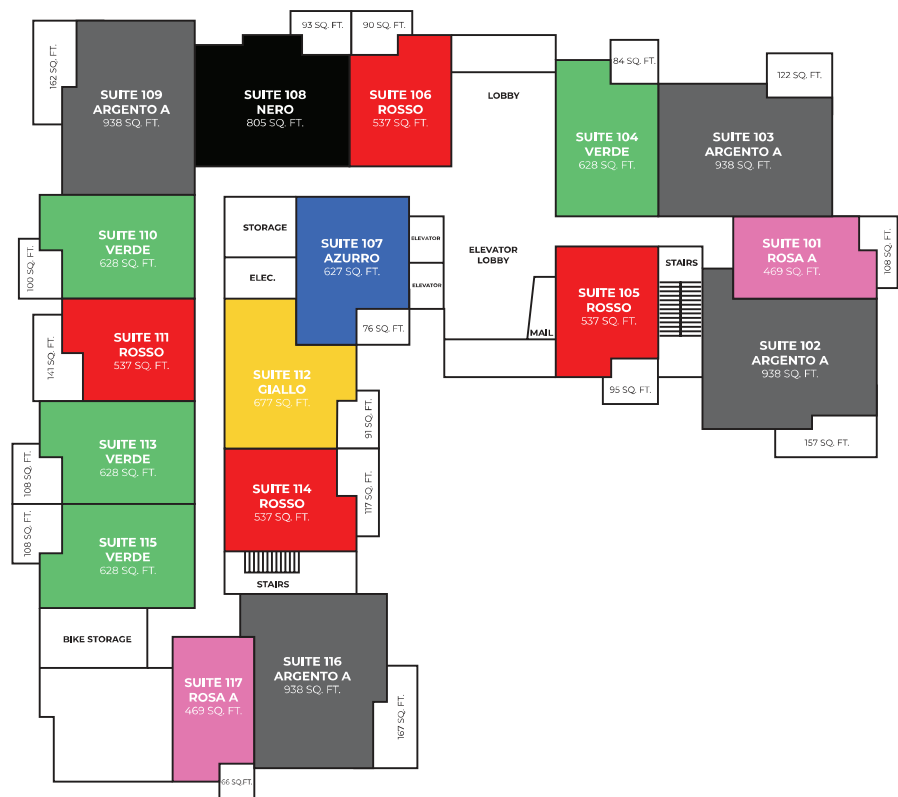 93 SQ. FT.
90 SQ. FT.
162 SQ. FT.
SUITE 109
ARGENTO A
938 SQ. FT.
SUITE 108
NERO
805 SQ. FT.
SUITE 106
ROSSO
537 SQ. FT.
LOBBY
84 SQ. FT.
122 SQ. FT.
SUITE 104
VERDE
628 SQ. FT.
SUITE 103
ARGENTO A
938 SQ. FT.
SUITE 110
VERDE
628 SQ. FT.
100 SQ. FT.
STORAGE
ELEC.
SUITE 107
AZURRO
627 SQ. FT.
76 SQ. FT.
ELEVATOR
ELEVATOR
ELEVATOR
LOBBY
MAIL
SUITE 105
ROSSO
537 SQ. FT.
95 SQ. FT.
STAIRS
SUITE 101
ROSA A
469 SQ. FT.
108 SQ. FT.
SUITE 102
ARGENTO A
938 SQ. FT.
157 SQ. FT.
141 SQ. FT.
SUITE 111
ROSSO
537 SQ. FT.
SUITE 112
GIALLO
677 SQ. FT.
91 SQ. FT.
SUITE 113
VERDE
628 SQ. FT.
108 SQ. FT.
SUITE 114
ROSSO
537 SQ. FT.
117 SQ. FT.
108 SQ. FT.
SUITE 115
VERDE
628 SQ. FT.
STAIRS
BIKE STORAGE
SUITE 117
ROSA A
469 SQ. FT.
66 SQ.FT.
SUITE 116
ARGENTO A
938 SQ. FT.
167 SQ. FT.